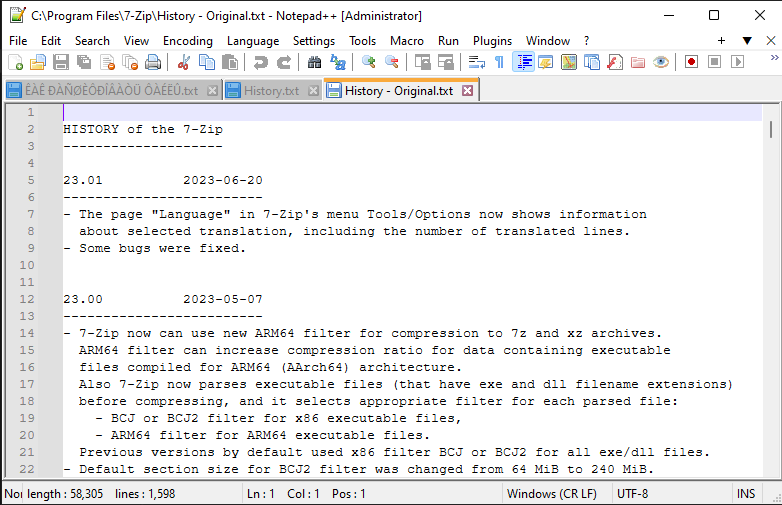 C:\Program Files\7-Zip\History - Original.txt - Notepad++ [Administrator]
File Edit Search View Encoding Language Settings Tools Macro Run Plugins Window ?
ÊÀÊ ÐÀÑØÈÔÐÎÂÀÒÜ ÔÀÉËÛ.txt History.txt History - Original.txt
1
2 HISTORY of the 7-Zip
3 --------------------
4
5 23.01          2023-06-20
6 -------------------------
7 - The page "Language" in 7-Zip's menu Tools/Options now shows information
8   about selected translation, including the number of translated lines.
9 - Some bugs were fixed.
10
11
12 23.00          2023-05-07
13 -------------------------
14 - 7-Zip now can use new ARM64 filter for compression to 7z and xz archives.
15   ARM64 filter can increase compression ratio for data containing executable
16   files compiled for ARM64 (AArch64) architecture.
17   Also 7-Zip now parses executable files (that have exe and dll filename extensions)
18   before compressing, and it selects appropriate filter for each parsed file:
19     - BCJ or BCJ2 filter for x86 executable files,
20     - ARM64 filter for ARM64 executable files.
21   Previous versions by default used x86 filter BCJ or BCJ2 for all exe/dll files.
22 - Default section size for BCJ2 filter was changed from 64 MiB to 240 MiB.
Nor length : 58,305 lines : 1,598 Ln : 1 Col : 1 Pos : 1 Windows (CR LF) UTF-8 INS